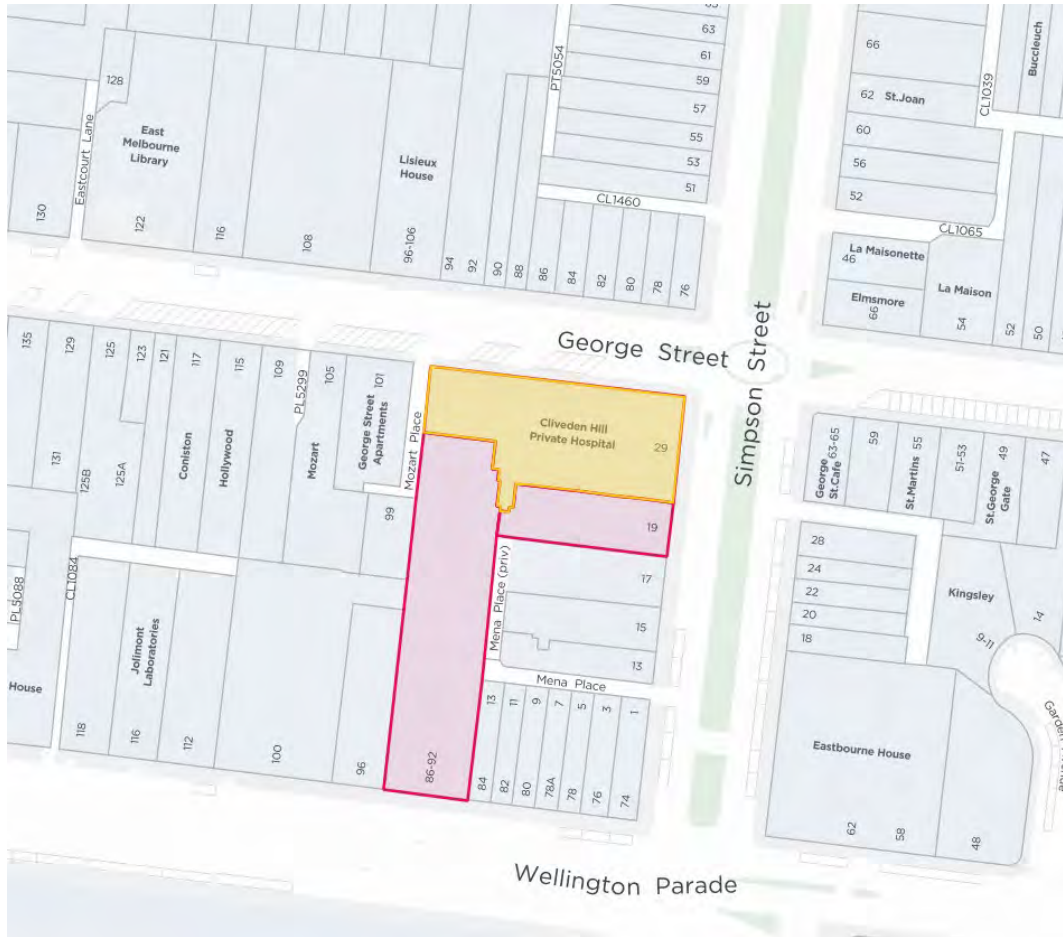 63
61
59
57
55
53
51
PT5054
CL1460
66
62 St.Joan
60
56
52
CL1039
Buccleuch
CL1065
128
East
Melbourne
Library
122
Eastcourt Lane
130
116
108
Lisieux
House
96-106
94
92
90
88
86
84
82
80
78
76
La Maisonette
46
Elmsmore
66
La Maison
54
52
50
George Street
Simpson Street
135
129
125
123
121
117
115
109
PL5299
105
101
George Street
Apartments
Mozart Place
Cliveden Hill
Private Hospital
29
131
125B
125A
Coniston
Hollywood
Mozart
99
19
George
St.Cafe
63-65
59
St.Martins
55
51-53
49
St.George
Gate
47
28
24
22
20
18
Kingsley
9-11
14
17
15
13
Mena Place (priv)
Mena Place
PL5088
CL1084
Jolimont
Laboratories
House
118
116
112
100
96
86-92
13
11
9
7
5
3
1
84
82
80
78A
78
76
74
Eastbourne House
62
58
48
Wellington Parade